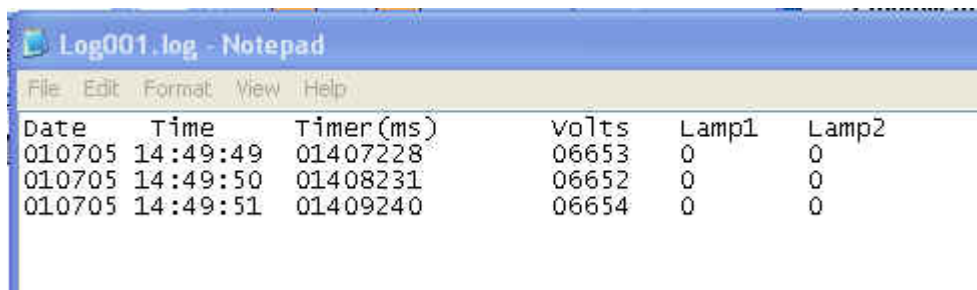 Log001.log - Notepad
File Edit Format View Help
Date Time Timer(ms) Volts Lamp1 Lamp2
010705 14:49:49 01407228 06653 0 0
010705 14:49:50 01408231 06652 0 0
010705 14:49:51 01409240 06654 0 0